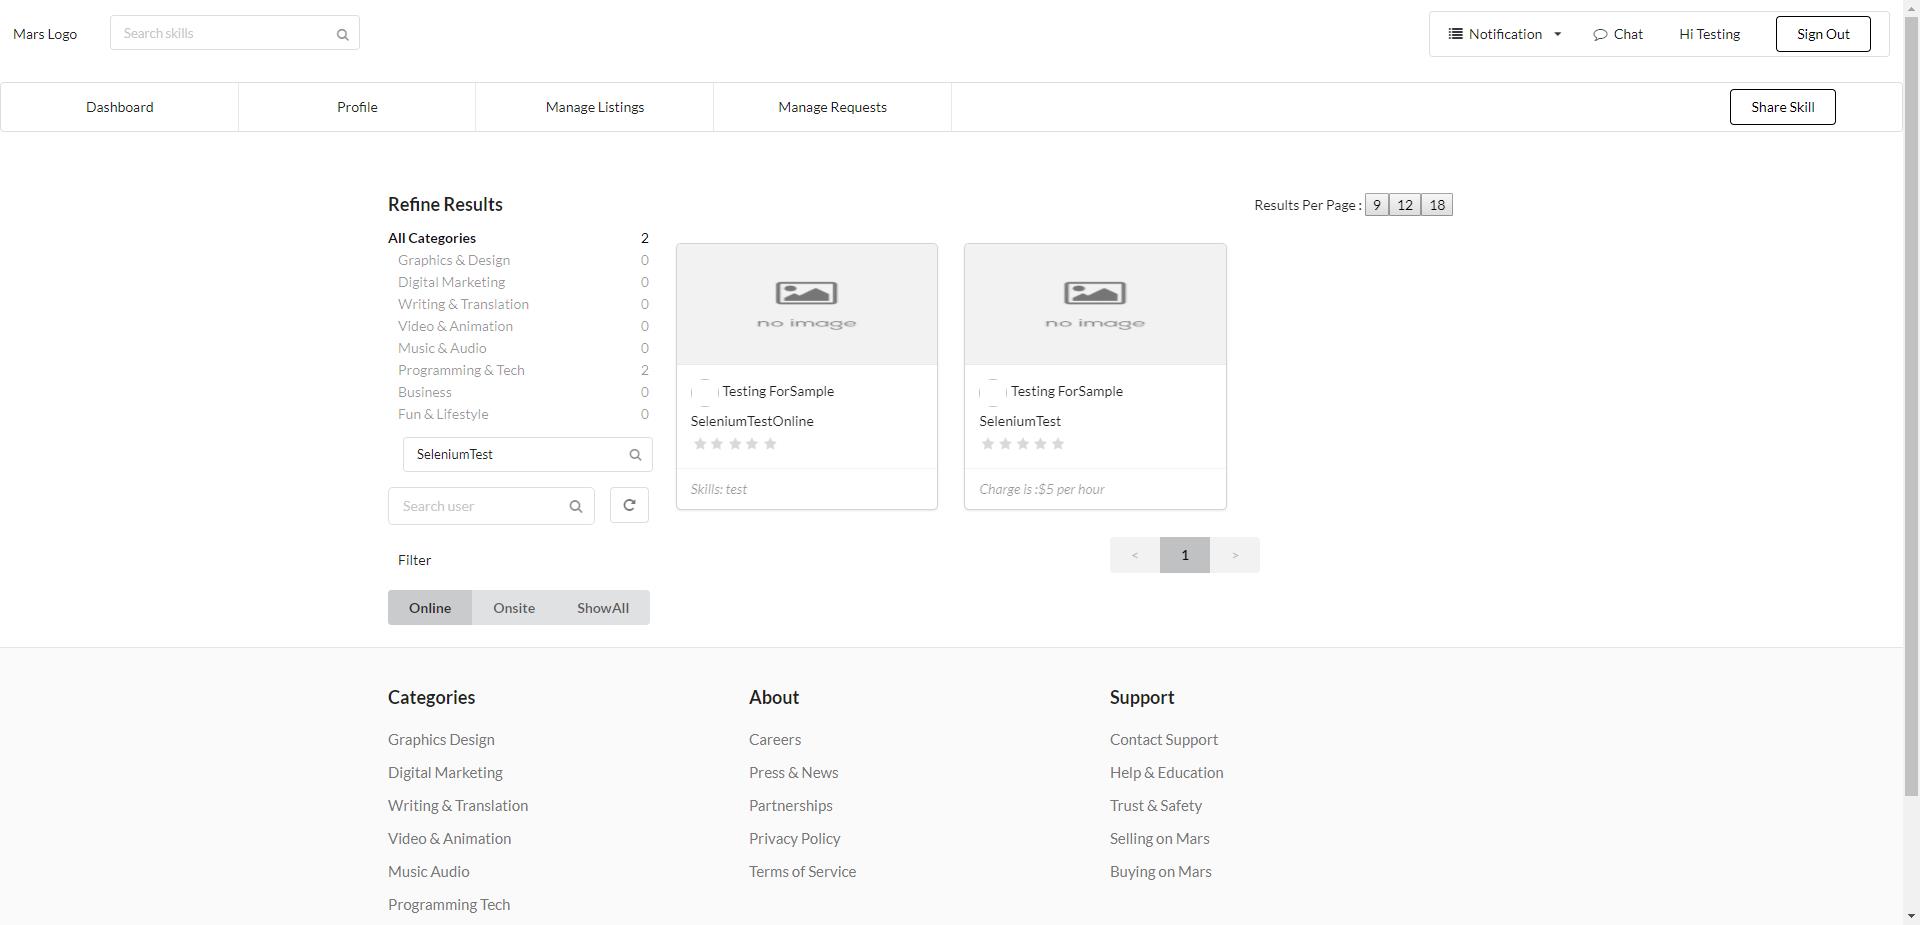 Mars Logo
Search skills
Notification
Chat
Hi Testing
Sign Out
Dashboard
Profile
Manage Listings
Manage Requests
Share Skill
Refine Results
All Categories 2
Graphics & Design 0
Digital Marketing 0
Writing & Translation 0
Video & Animation 0
Music & Audio 0
Programming & Tech 2
Business 0
Fun & Lifestyle 0
SeleniumTest
Search user
Filter
Online Onsite ShowAll
Results Per Page : 9 12 18
no image
Testing ForSample
SeleniumTestOnline
Skills: test
no image
Testing ForSample
SeleniumTest
Charge is :$5 per hour
< 1 >
Categories
Graphics Design
Digital Marketing
Writing & Translation
Video & Animation
Music Audio
Programming Tech
About
Careers
Press & News
Partnerships
Privacy Policy
Terms of Service
Support
Contact Support
Help & Education
Trust & Safety
Selling on Mars
Buying on Mars